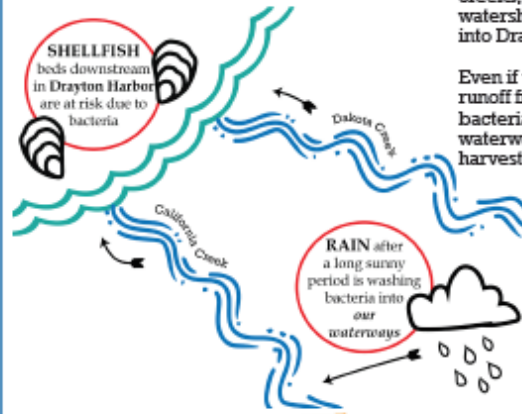 SHELLFISH
beds downstream
in Drayton Harbor
are at risk due to
bacteria
watersh
into Dra
Even if
runoff f
bacteria
waterw
harvest
Dakota Creek
California Creek
RAIN after
a long sunny
period is washing
bacteria into
our
waterways